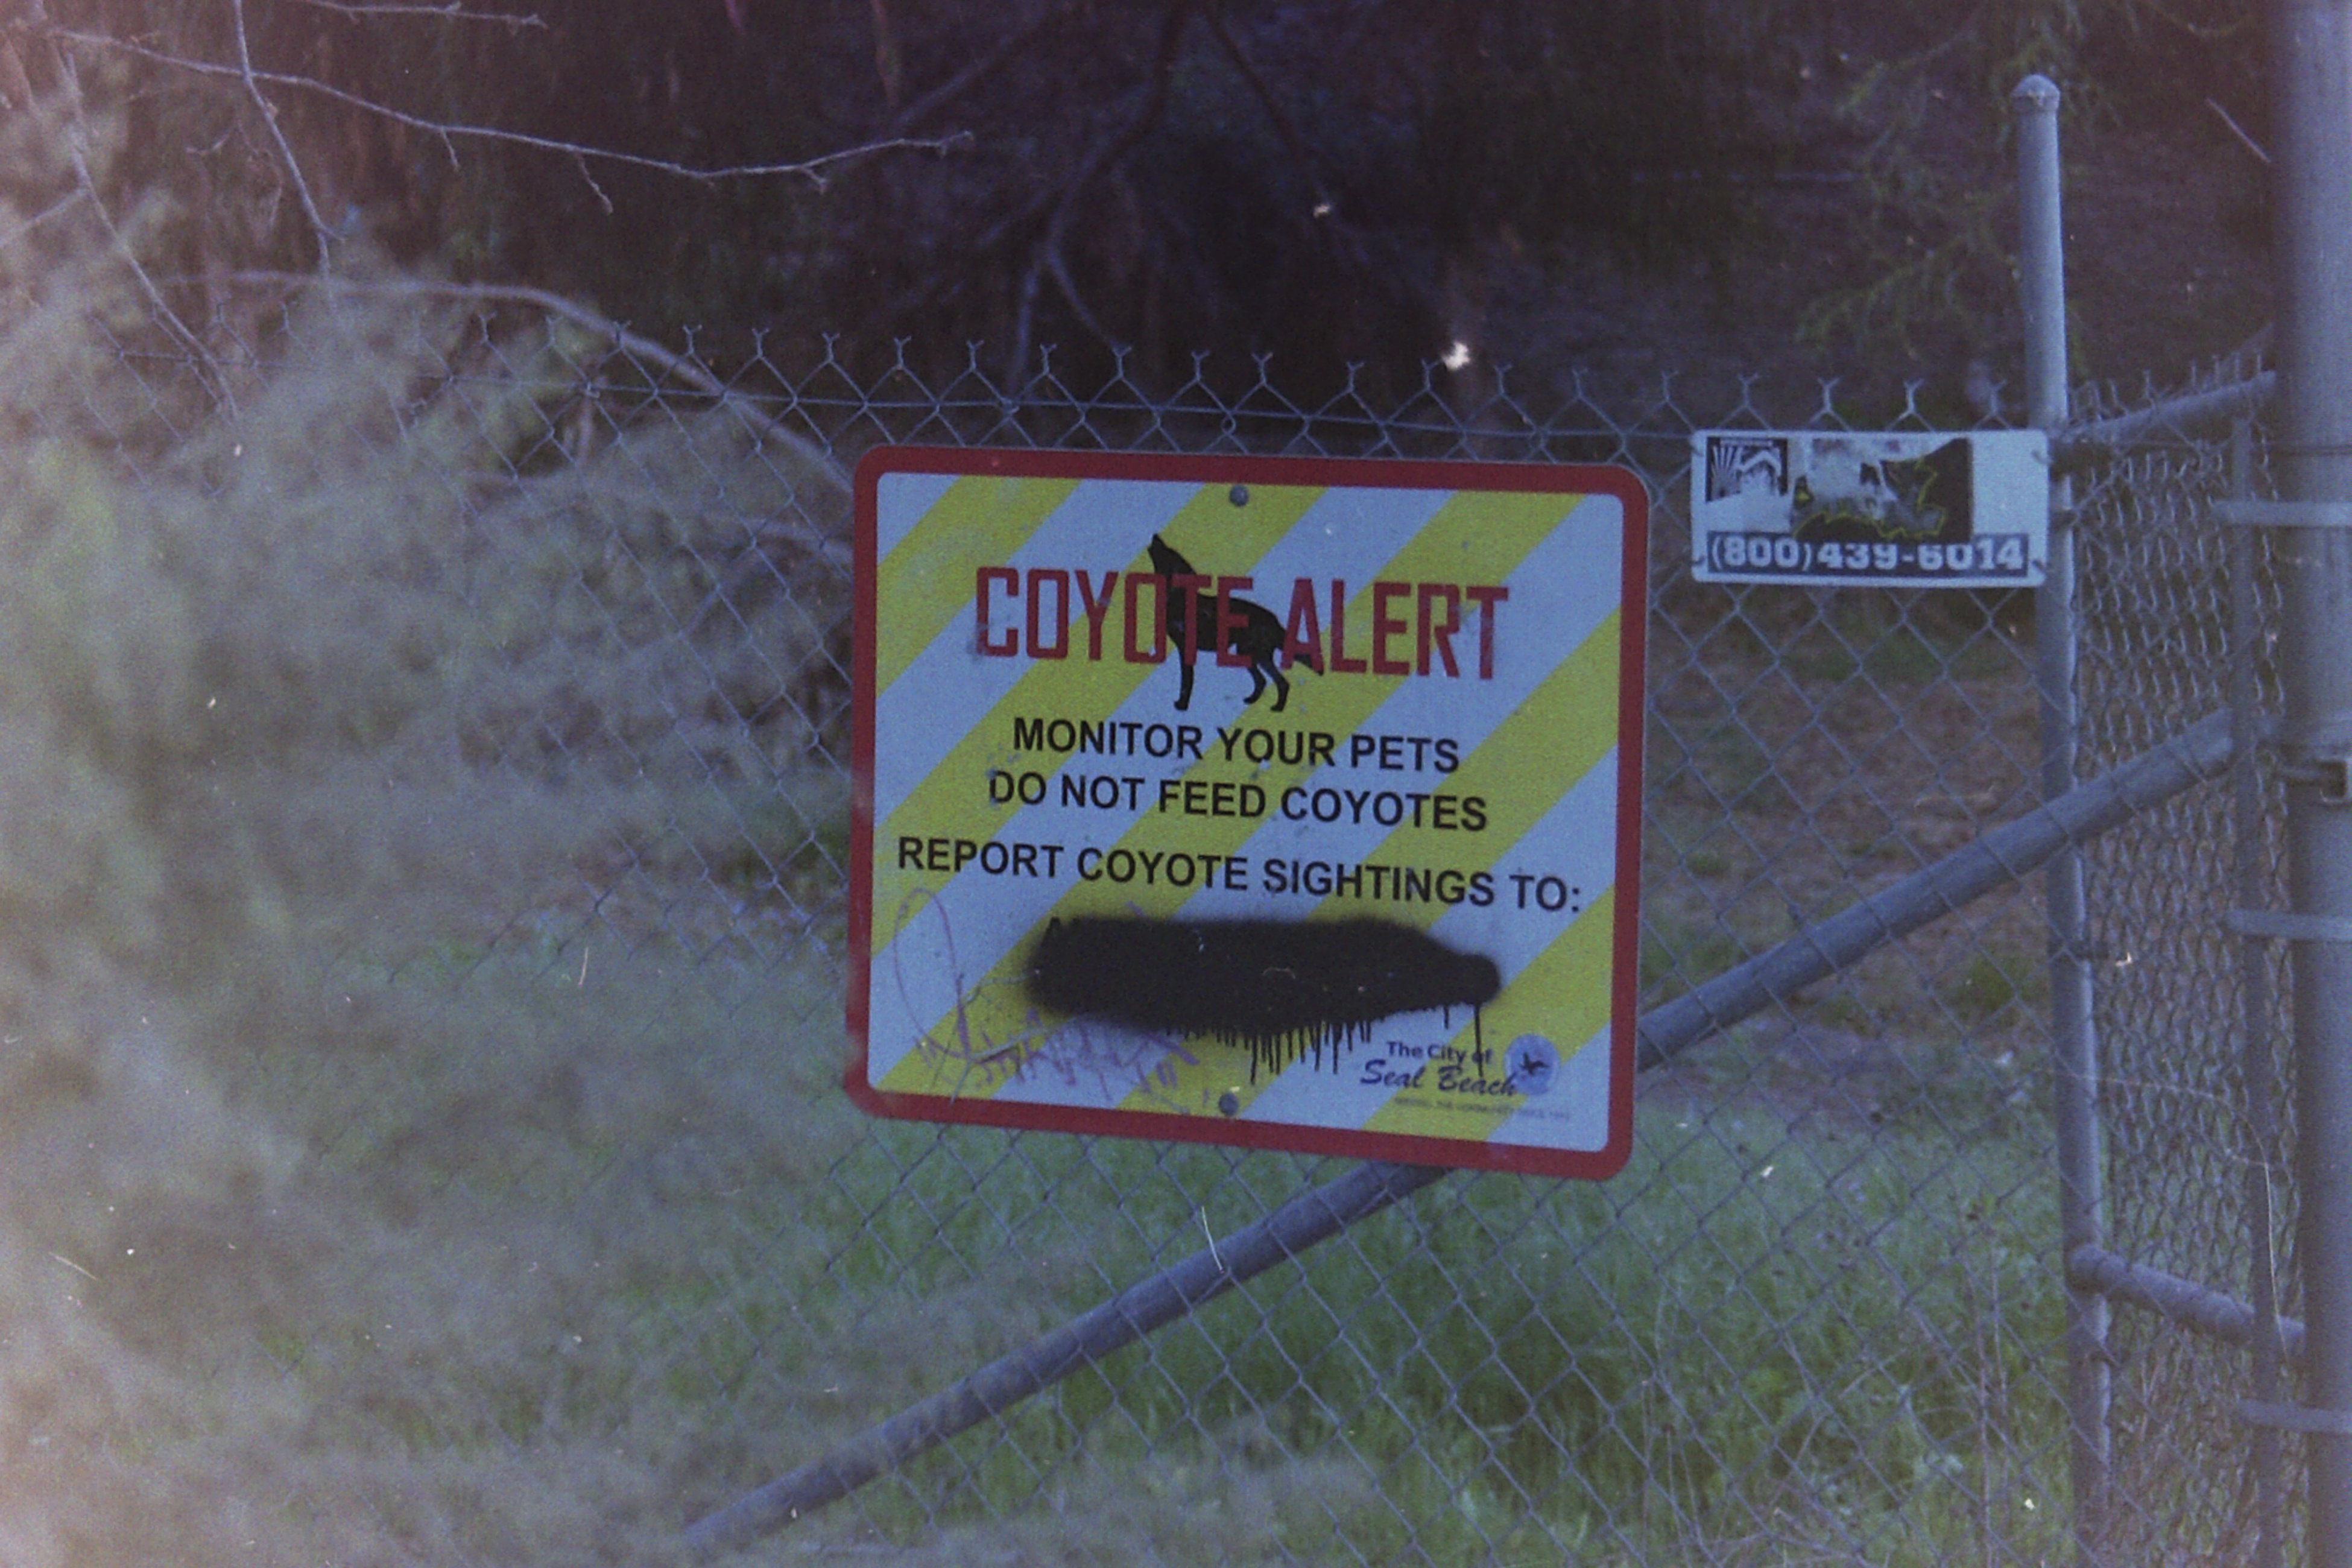 COYOTE ALERT
MONITOR YOUR PETS
DO NOT FEED COYOTES
REPORT COYOTE SIGHTINGS TO:
The City of
Seal Beach
(800)439-6014